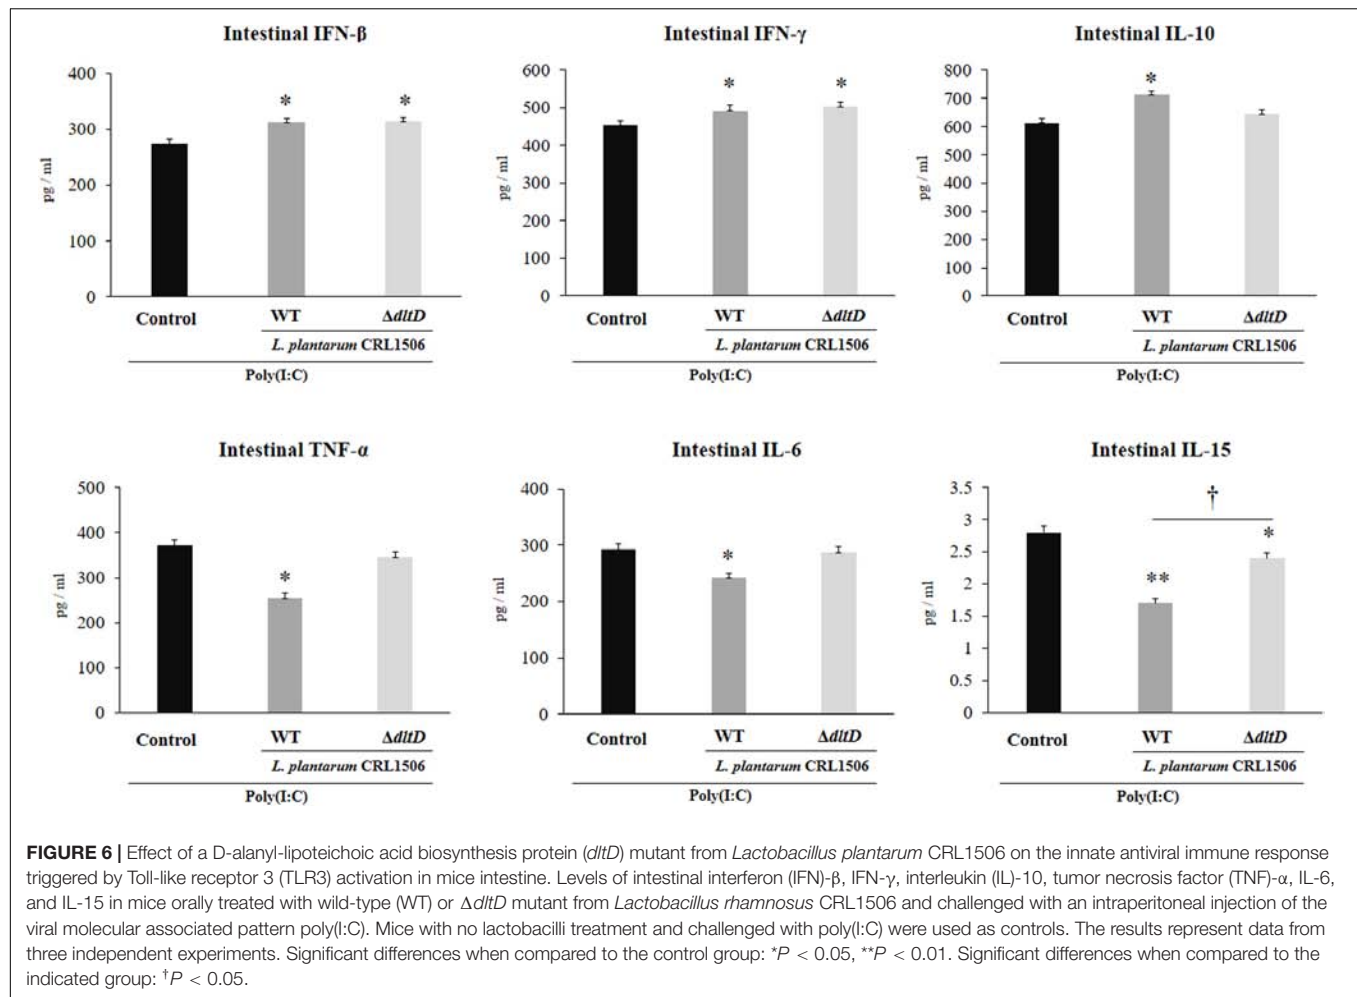 Intestinal IFN-β
400
300
200
100
0
pg / ml
*
*
Control
WT
ΔdltD
L. plantarum CRL1506
Poly(I:C)
Intestinal IFN-γ
600
500
400
300
200
100
0
pg / ml
*
*
Control
WT
ΔdltD
L. plantarum CRL1506
Poly(I:C)
Intestinal IL-10
800
700
600
500
400
300
200
100
0
pg / ml
*
Control
WT
ΔdltD
L. plantarum CRL1506
Poly(I:C)
Intestinal TNF-α
500
400
300
200
100
0
pg / ml
*
Control
WT
ΔdltD
L. plantarum CRL1506
Poly(I:C)
Intestinal IL-6
400
300
200
100
0
pg / ml
*
Control
WT
ΔdltD
L. plantarum CRL1506
Poly(I:C)
Intestinal IL-15
3.5
3
2.5
2
1.5
1
0.5
0
pg / ml
†
**
*
Control
WT
ΔdltD
L. plantarum CRL1506
Poly(I:C)
FIGURE 6 | Effect of a D-alanyl-lipoteichoic acid biosynthesis protein (dltD) mutant from Lactobacillus plantarum CRL1506 on the innate antiviral immune response
triggered by Toll-like receptor 3 (TLR3) activation in mice intestine. Levels of intestinal interferon (IFN)-β, IFN-γ, interleukin (IL)-10, tumor necrosis factor (TNF)-α, IL-6,
and IL-15 in mice orally treated with wild-type (WT) or ΔdltD mutant from Lactobacillus rhamnosus CRL1506 and challenged with an intraperitoneal injection of the
viral molecular associated pattern poly(I:C). Mice with no lactobacilli treatment and challenged with poly(I:C) were used as controls. The results represent data from
three independent experiments. Significant differences when compared to the control group: *P < 0.05, **P < 0.01. Significant differences when compared to the
indicated group: †P < 0.05.